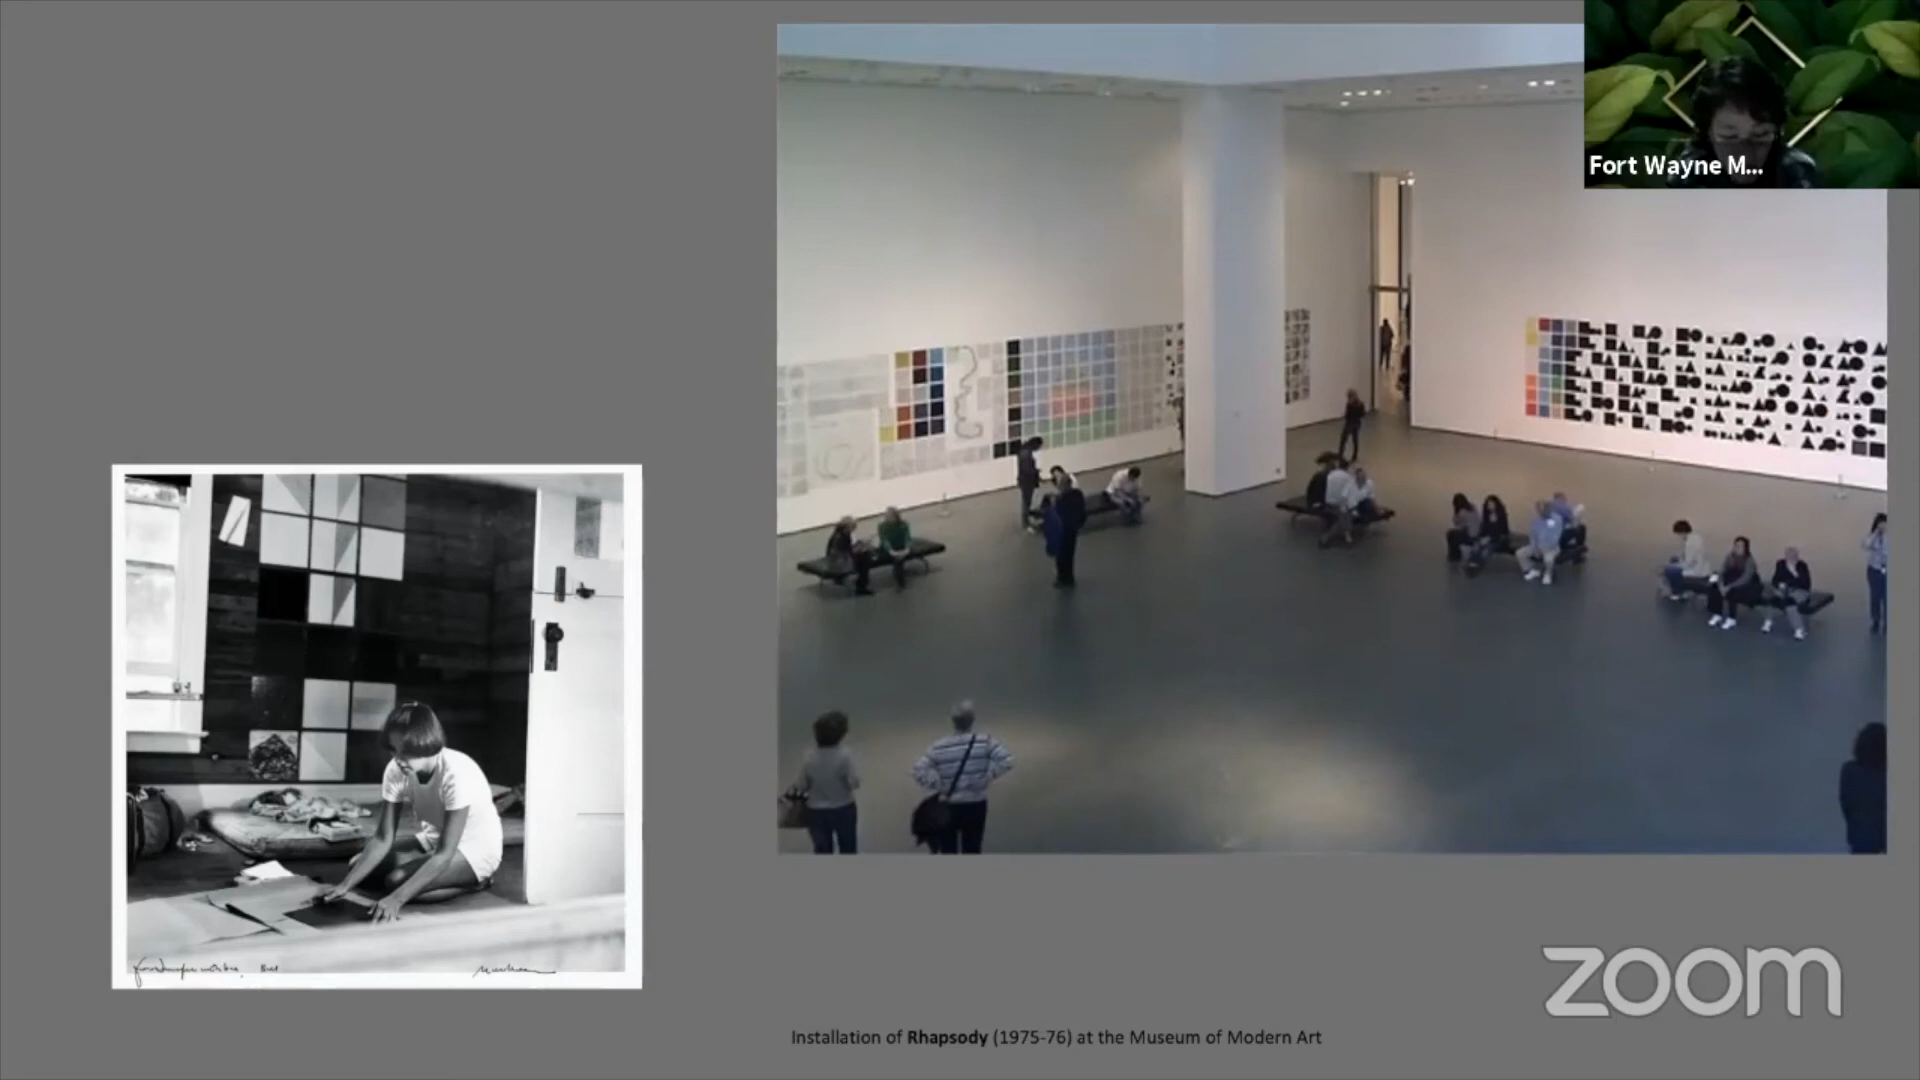 Fort Wayne M...
zoom
Installation of Rhapsody (1975-76) at the Museum of Modern Art